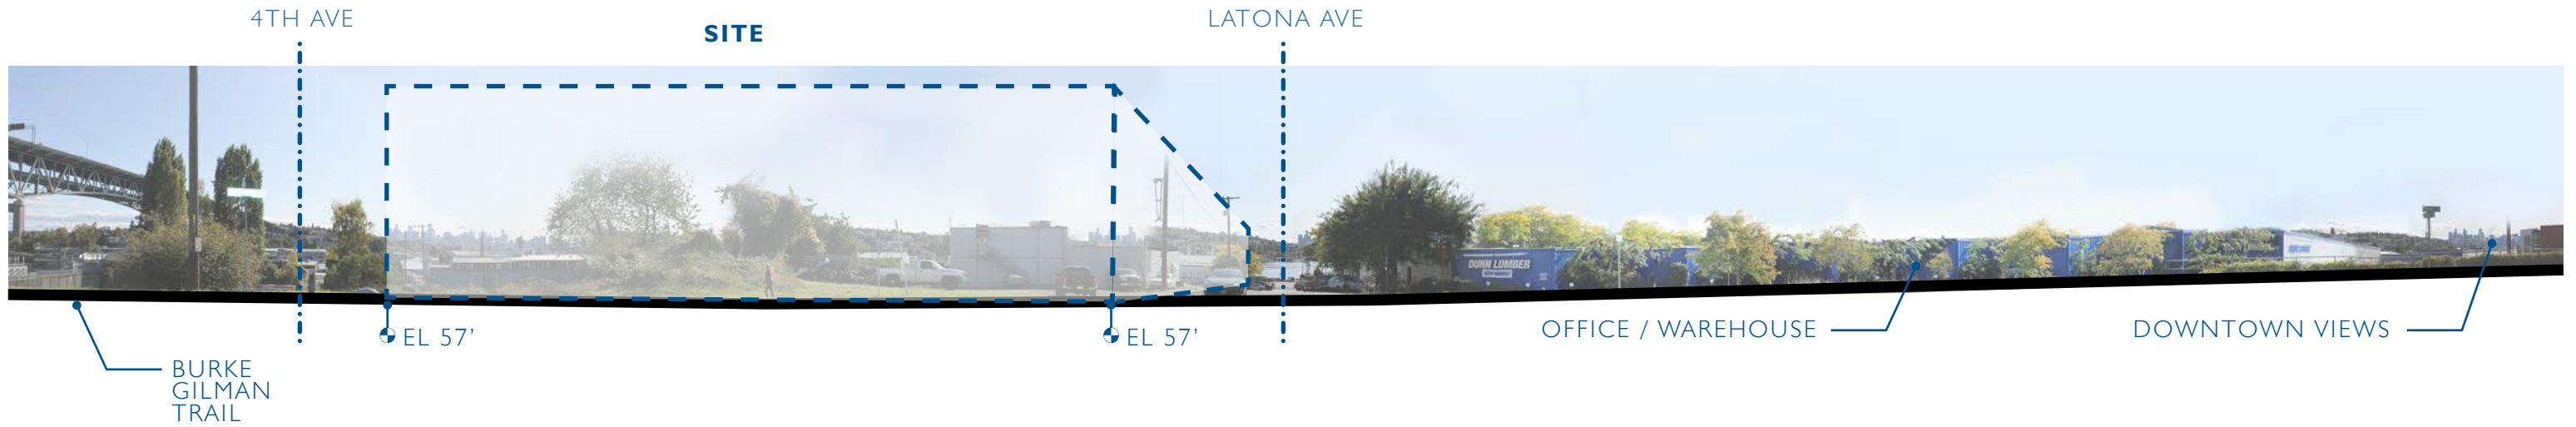 4TH AVE
SITE
LATONA AVE
DUNN LUMBER
EL 57’
EL 57’
OFFICE / WAREHOUSE
DOWNTOWN VIEWS
BURKE
GILMAN
TRAIL